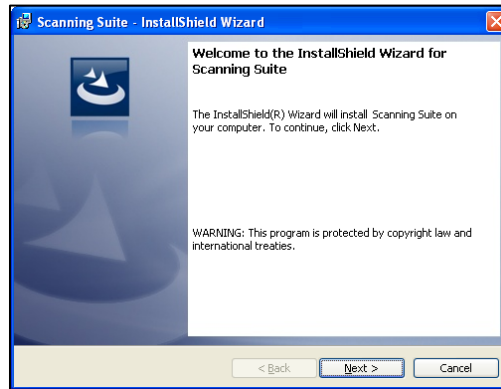 Scanning Suite - InstallShield Wizard
Welcome to the InstallShield Wizard for
Scanning Suite
The InstallShield(R) Wizard will install Scanning Suite on
your computer. To continue, click Next.
WARNING: This program is protected by copyright law and
international treaties.
< Back Next > Cancel